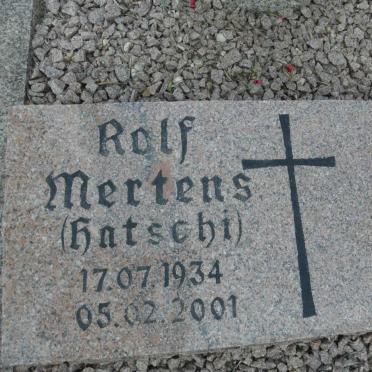 Rolf
Mertens
(Hatschi)
17.07.1934
05.02.2001